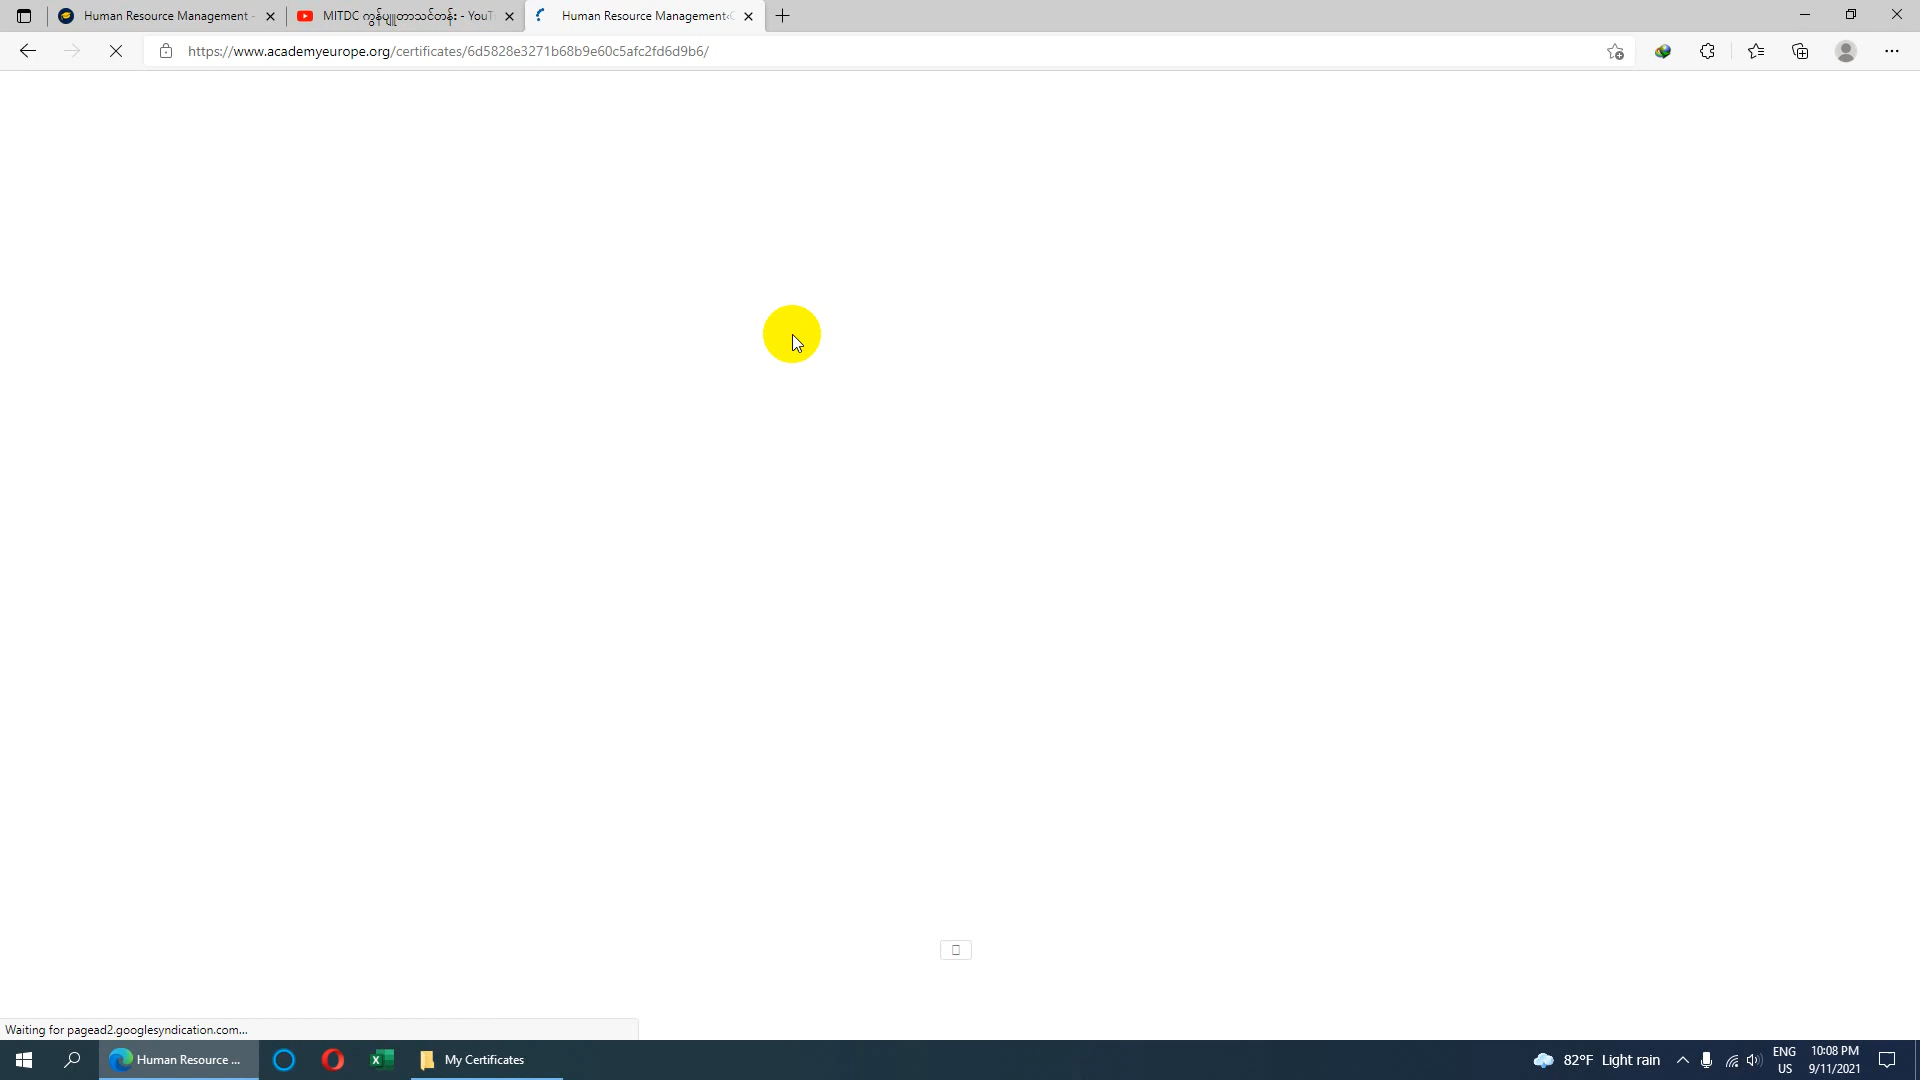 Human Resource Management -
MITDC ကွန်ပျူတာသင်တန်း - YouT
Human Resource Management‹
https://www.academyeurope.org/certificates/6d5828e3271b68b9e60c5afc2fd6d9b6/
Waiting for pagead2.googlesyndication.com...
Human Resource ...
My Certificates
82°F Light rain
ENG
US
10:08 PM
9/11/2021